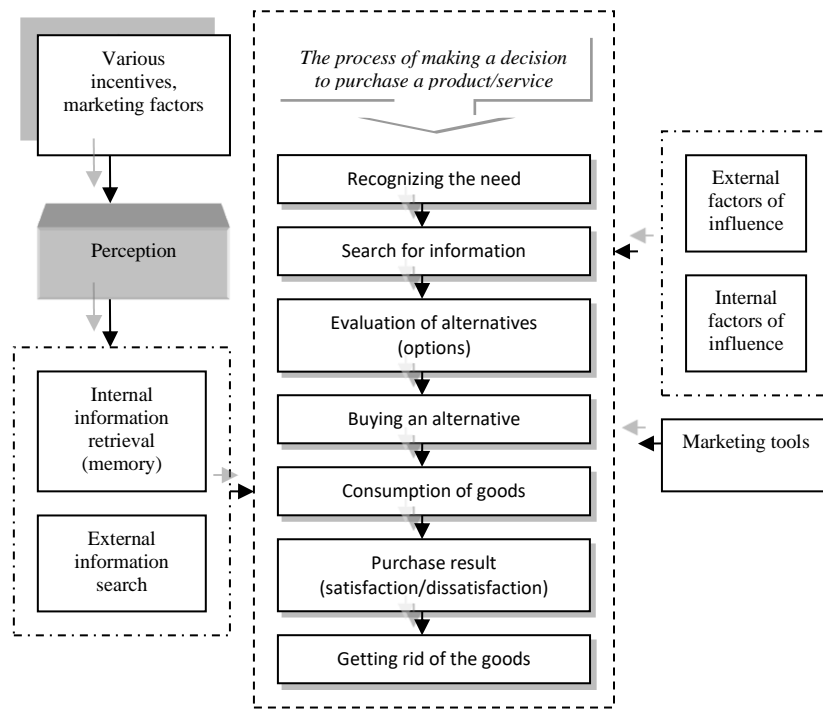 Various
incentives,
marketing factors
Perception
Internal
information
retrieval
(memory)
External
information
search
The process of making a decision
to purchase a product/service
Recognizing the need
Search for information
Evaluation of alternatives
(options)
Buying an alternative
Consumption of goods
Purchase result
(satisfaction/dissatisfaction)
Getting rid of the goods
External
factors of
influence
Internal
factors of
influence
Marketing tools